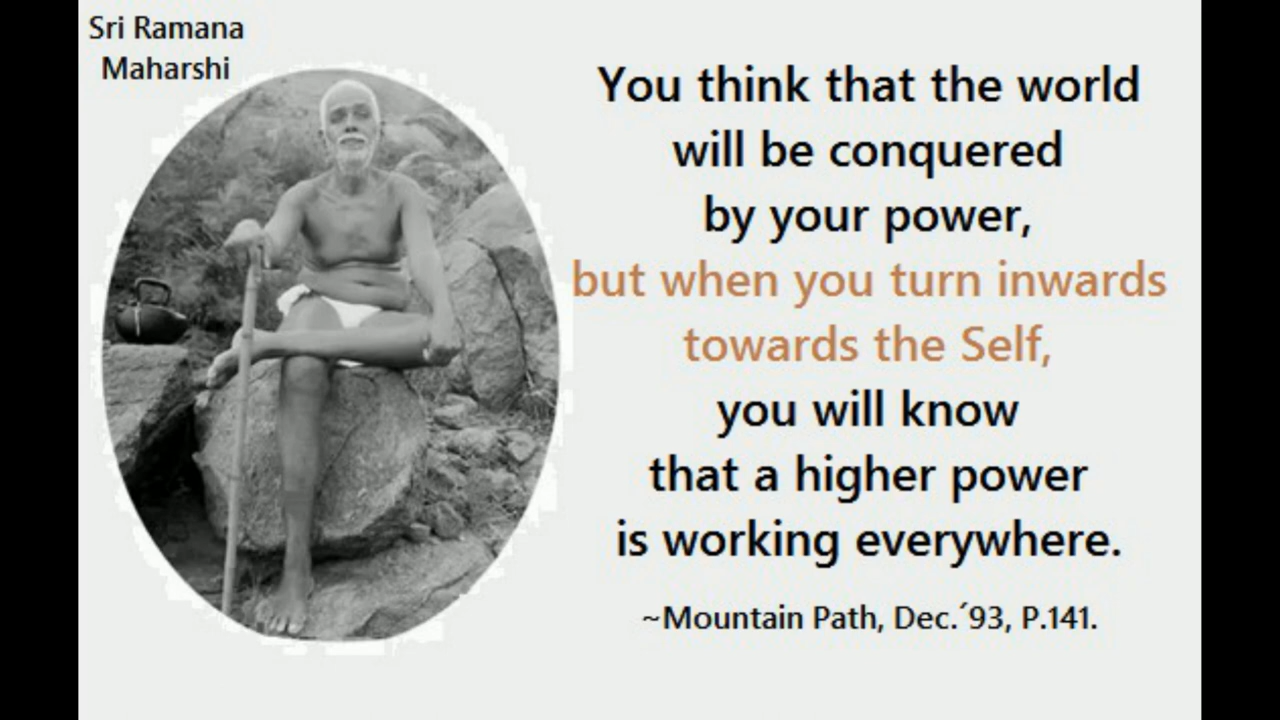 Sri Ramana
Maharshi
You think that the world
will be conquered
by your power,
but when you turn inwards
towards the Self,
you will know
that a higher power
is working everywhere.
~Mountain Path, Dec.´93, P.141.